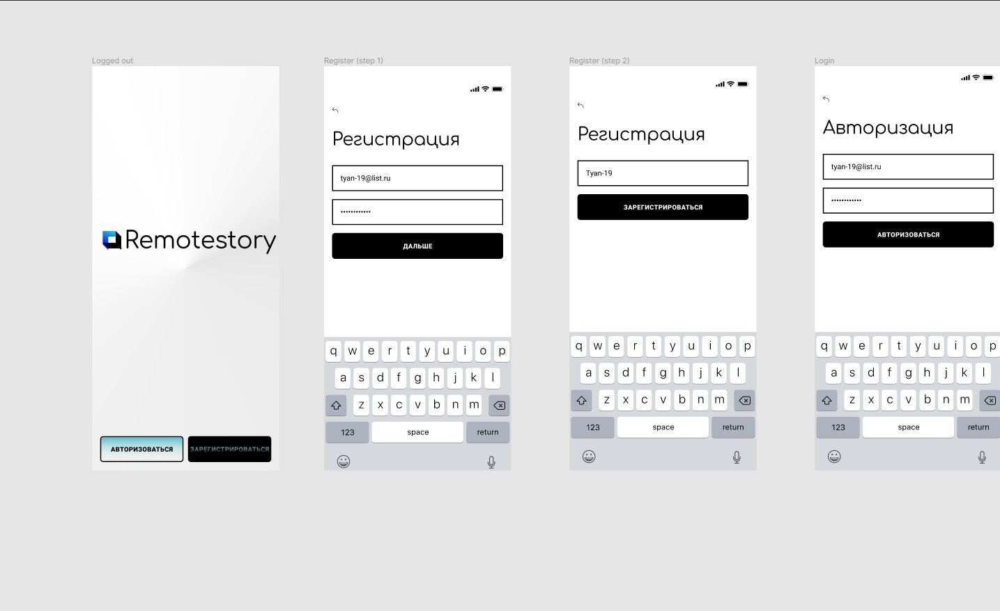 Logged out
Remotestory
АВТОРИЗОВАТЬСЯ
ЗАРЕГИСТРИРОВАТЬСЯ
Register (step 1)
Регистрация
tyan-19@list.ru
••••••••••••
ДАЛЬШЕ
q w e r t y u i o p
a s d f g h j k l
z x c v b n m
123 space return
Register (step 2)
Регистрация
Tyan-19
ЗАРЕГИСТРИРОВАТЬСЯ
q w e r t y u i o p
a s d f g h j k l
z x c v b n m
123 space return
Login
Авторизация
tyan-19@list.ru
••••••••••••
АВТОРИЗОВАТЬСЯ
q w e r t y u i o p
a s d f g h j k l
z x c v b n m
123 space return